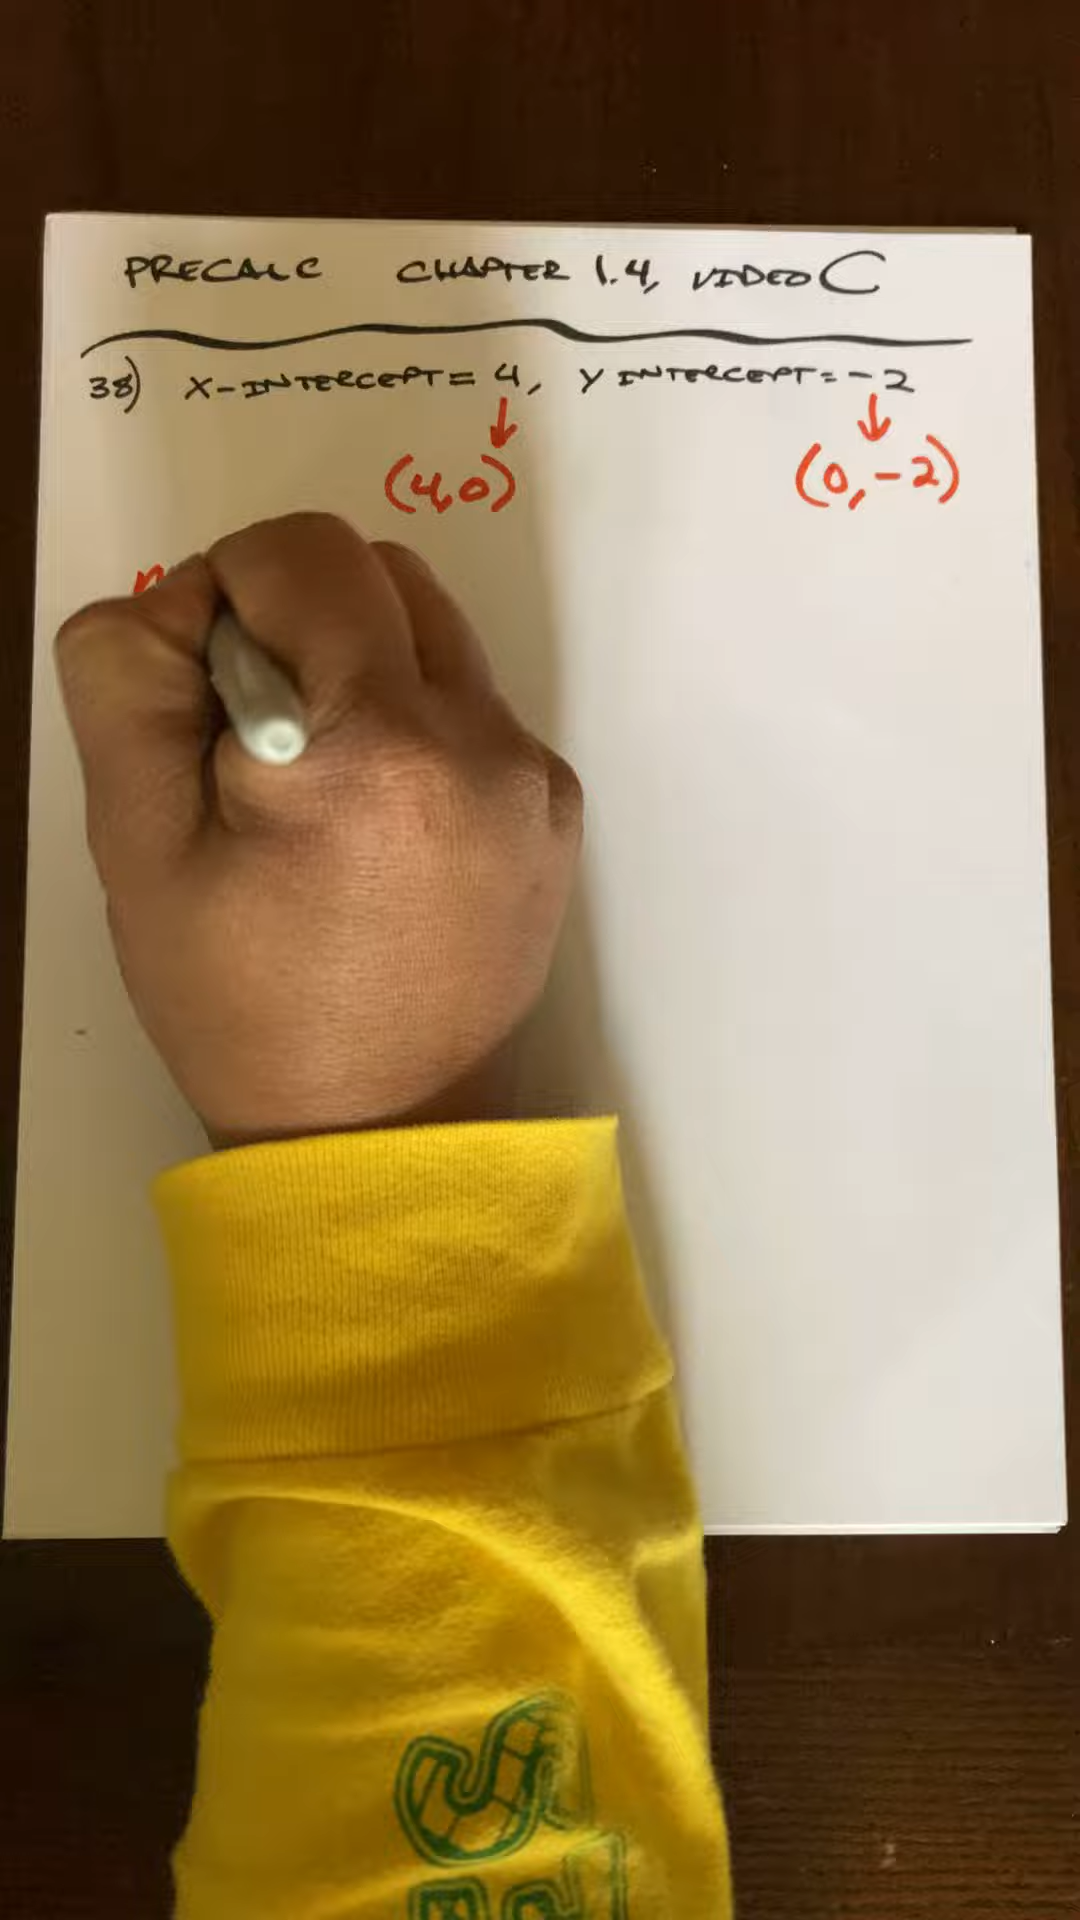 PRECALC CHAPTER 1.4, VIDEO C
38) X-INTERCEPT = 4, Y INTERCEPT = -2
(4,0) (0,-2)